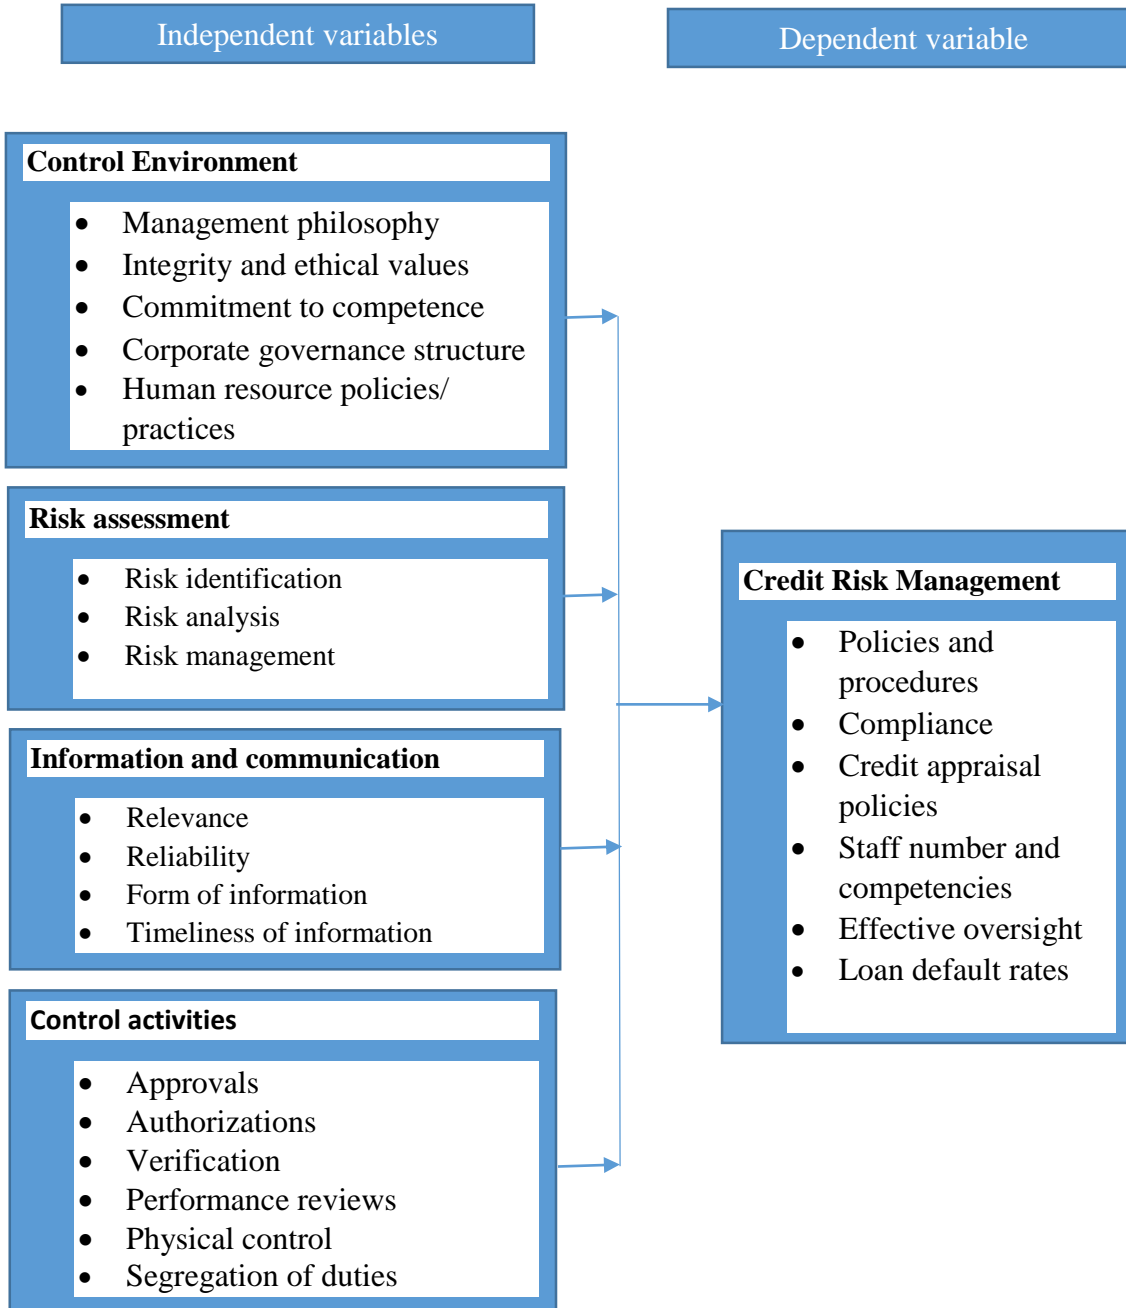 Independent variables
Dependent variable
Control Environment
• Management philosophy
• Integrity and ethical values
• Commitment to competence
• Corporate governance structure
• Human resource policies/
practices
Risk assessment
• Risk identification
• Risk analysis
• Risk management
Information and communication
• Relevance
• Reliability
• Form of information
• Timeliness of information
Control activities
• Approvals
• Authorizations
• Verification
• Performance reviews
• Physical control
• Segregation of duties
Credit Risk Management
• Policies and
procedures
• Compliance
• Credit appraisal
policies
• Staff number and
competencies
• Effective oversight
• Loan default rates